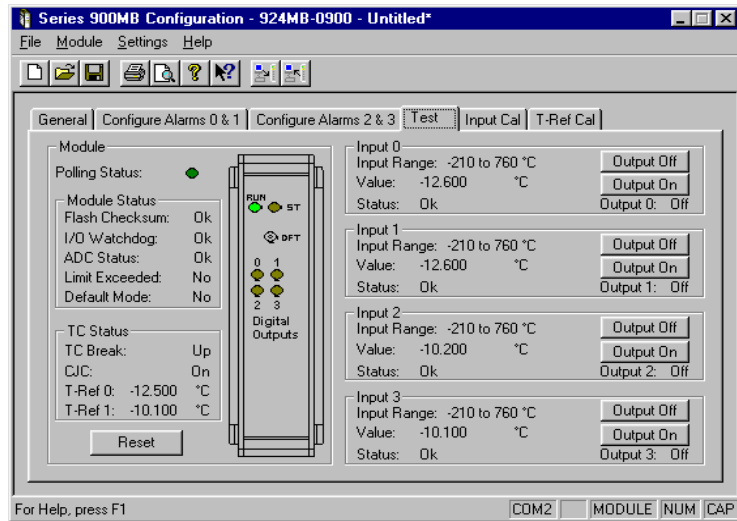 Series 900MB Configuration - 924MB-0900 - Untitled*
File Module Settings Help
General Configure Alarms 0 & 1 Configure Alarms 2 & 3 Test Input Cal T-Ref Cal
Module
Polling Status:
Module Status
Flash Checksum: Ok
I/O Watchdog: Ok
ADC Status: Ok
Limit Exceeded: No
Default Mode: No
TC Status
TC Break: Up
CJC: On
T-Ref 0: -12.500 °C
T-Ref 1: -10.100 °C
Reset
RUN ST
DFT
0 1
2 3
Digital
Outputs
Input 0
Input Range: -210 to 760 °C Output Off
Value: -12.600 °C Output On
Status: Ok Output 0: Off
Input 1
Input Range: -210 to 760 °C Output Off
Value: -12.600 °C Output On
Status: Ok Output 1: Off
Input 2
Input Range: -210 to 760 °C Output Off
Value: -10.200 °C Output On
Status: Ok Output 2: Off
Input 3
Input Range: -210 to 760 °C Output Off
Value: -10.100 °C Output On
Status: Ok Output 3: Off
For Help, press F1 COM2 MODULE NUM CAP